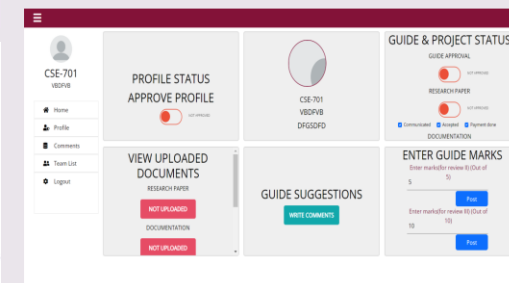 CSE-701
VBDFVB
Home
Profile
Comments
Team List
Logout
PROFILE STATUS
APPROVE PROFILE
NOT APPROVED
CSE-701
VBDFVB
DFGSDFD
GUIDE & PROJECT STATUS
GUIDE APPROVAL
NOT APPROVED
RESEARCH PAPER
NOT APPROVED
Communicated Accepted Payment done
DOCUMENTATION
VIEW UPLOADED
DOCUMENTS
RESEARCH PAPER
NOT UPLOADED
DOCUMENTATION
NOT UPLOADED
GUIDE SUGGESTIONS
WRITE COMMENTS
ENTER GUIDE MARKS
Enter marks(for review II) (Out of
5)
5
Post
Enter marks(for review III) (Out of
10)
10
Post